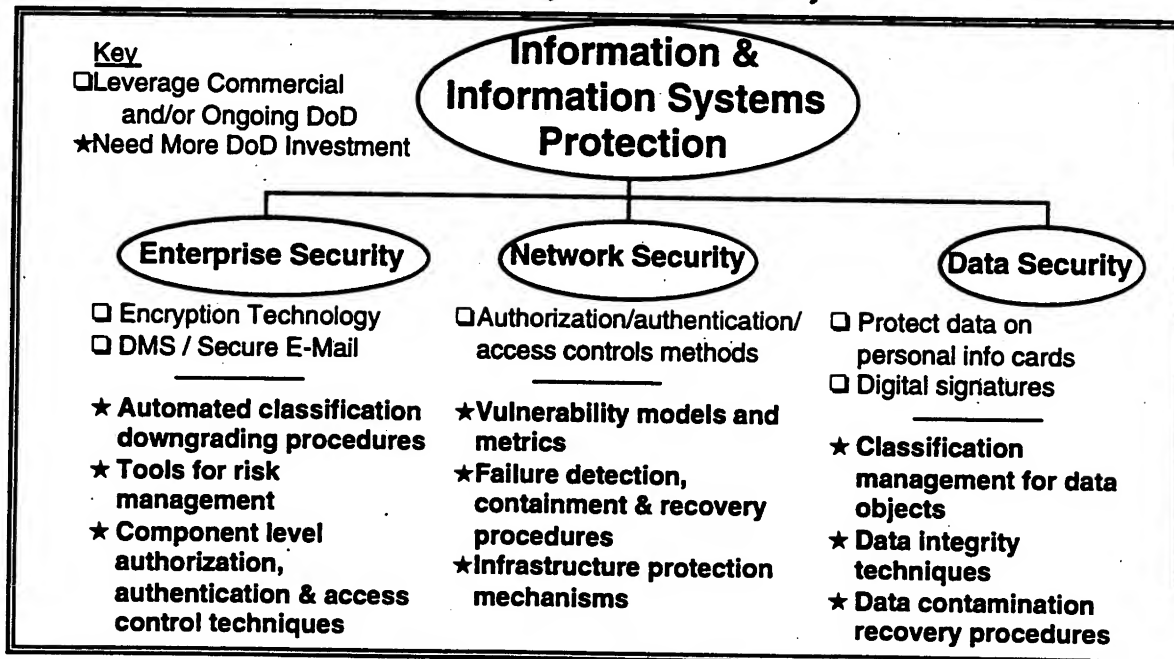 Key
❑Leverage Commercial
and/or Ongoing DoD
★Need More DoD Investment
Information &
Information Systems
Protection
Enterprise Security
❑ Encryption Technology
❑ DMS / Secure E-Mail
★ Automated classification
downgrading procedures
★ Tools for risk
management
★ Component level
authorization,
authentication & access
control techniques
Network Security
❑Authorization/authentication/
access controls methods
★Vulnerability models and
metrics
★Failure detection,
containment & recovery
procedures
★Infrastructure protection
mechanisms
Data Security
❑ Protect data on
personal info cards
❑ Digital signatures
★ Classification
management for data
objects
★ Data integrity
techniques
★ Data contamination
recovery procedures